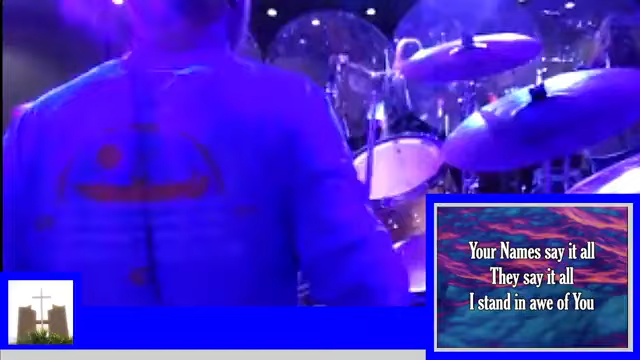 Your Names say it all
They say it all
I stand in awe of You